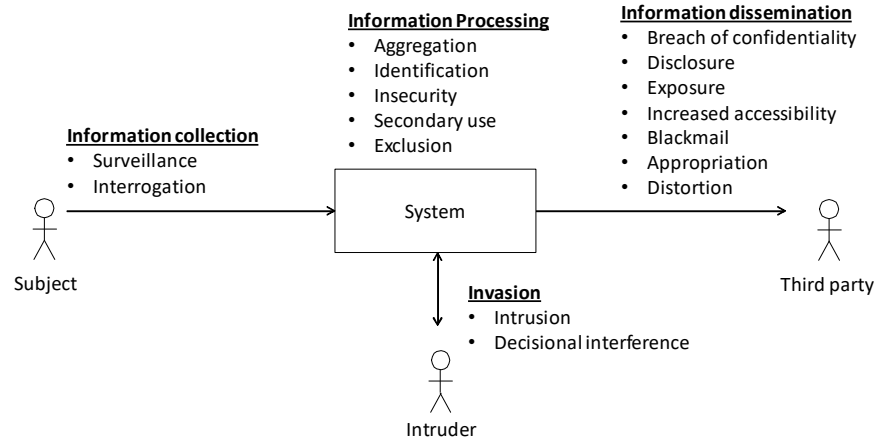 Information collection
• Surveillance
• Interrogation
Subject
Information Processing
• Aggregation
• Identification
• Insecurity
• Secondary use
• Exclusion
System
Information dissemination
• Breach of confidentiality
• Disclosure
• Exposure
• Increased accessibility
• Blackmail
• Appropriation
• Distortion
Third party
Invasion
• Intrusion
• Decisional interference
Intruder